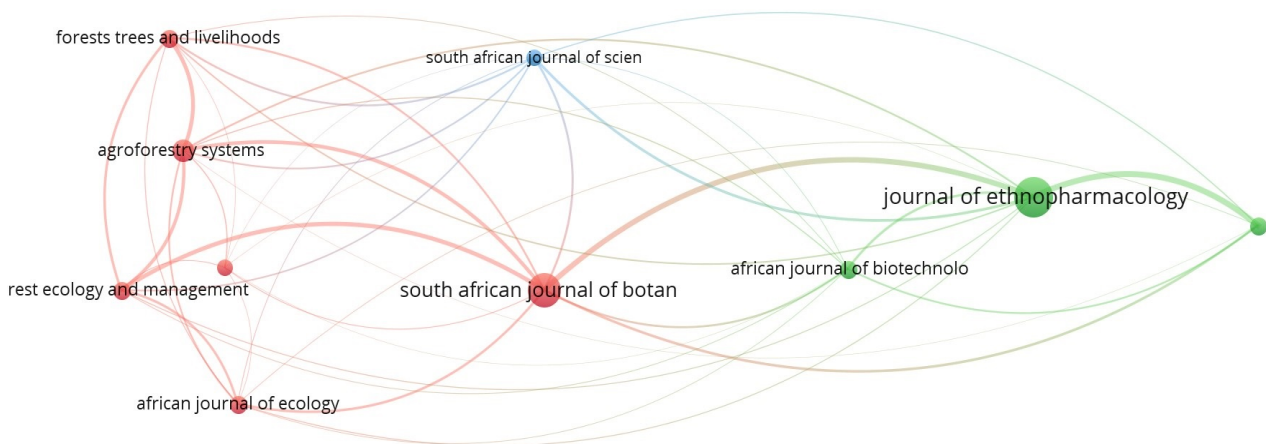 forests trees and livelihoods
south african journal of scien
agroforestry systems
journal of ethnopharmacology
african journal of biotechnolo
rest ecology and management
south african journal of botan
african journal of ecology